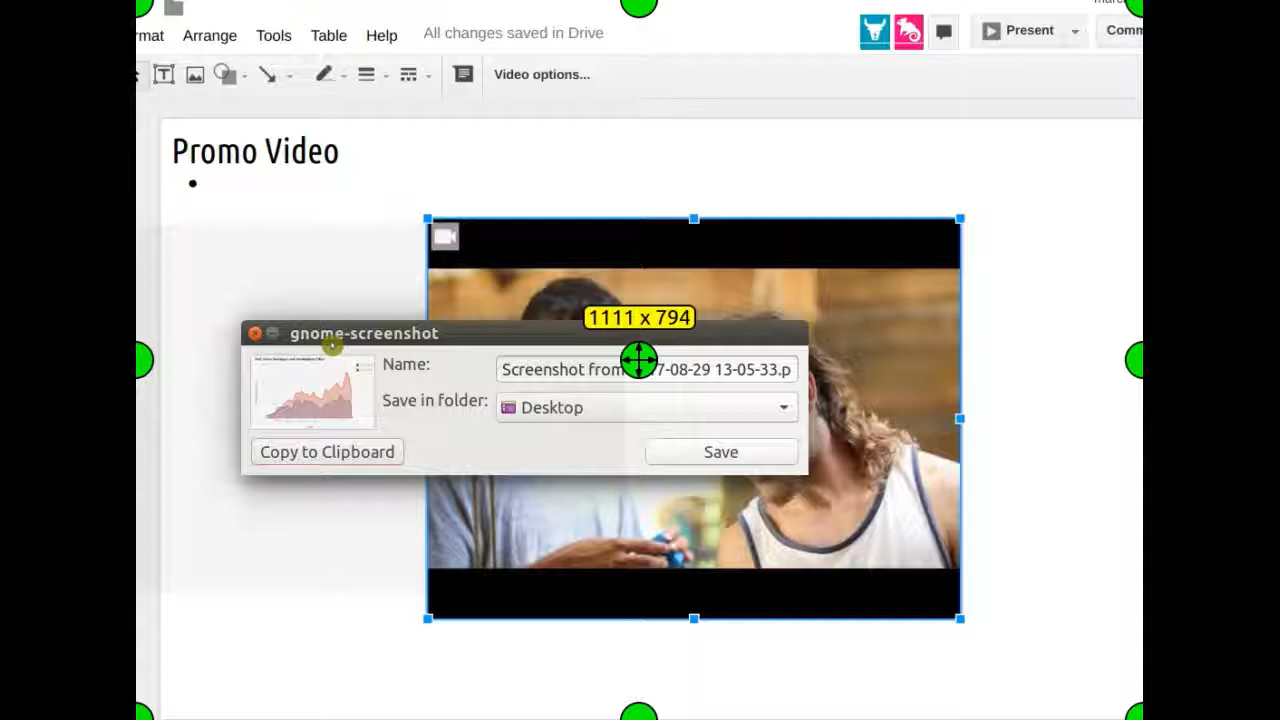 rmat Arrange Tools Table Help All changes saved in Drive Present Comm
Video options...
Promo Video
1111 x 794
gnome-screenshot
Name: Screenshot from 7-08-29 13-05-33.p
Save in folder: Desktop
Copy to Clipboard Save